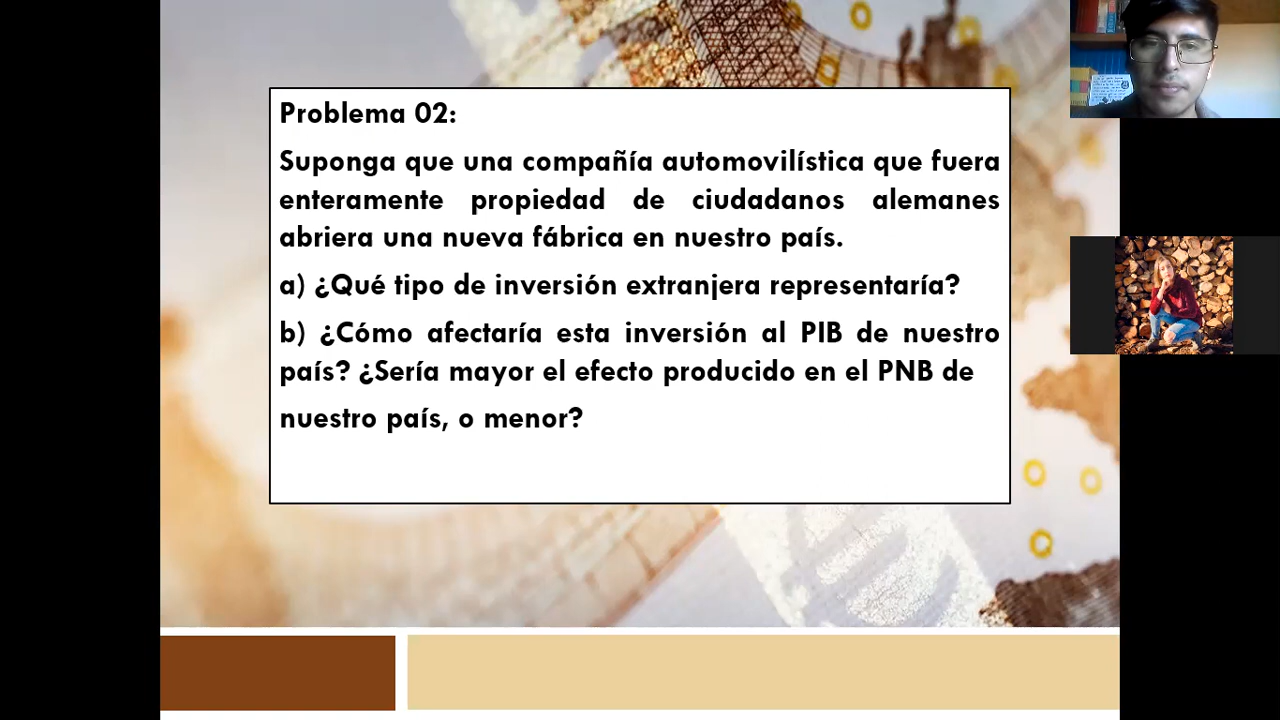 Problema 02:
Suponga que una compañía automovilística que fuera
enteramente propiedad de ciudadanos alemanes
abriera una nueva fábrica en nuestro país.
a) ¿Qué tipo de inversión extranjera representaría?
b) ¿Cómo afectaría esta inversión al PIB de nuestro
país? ¿Sería mayor el efecto producido en el PNB de
nuestro país, o menor?